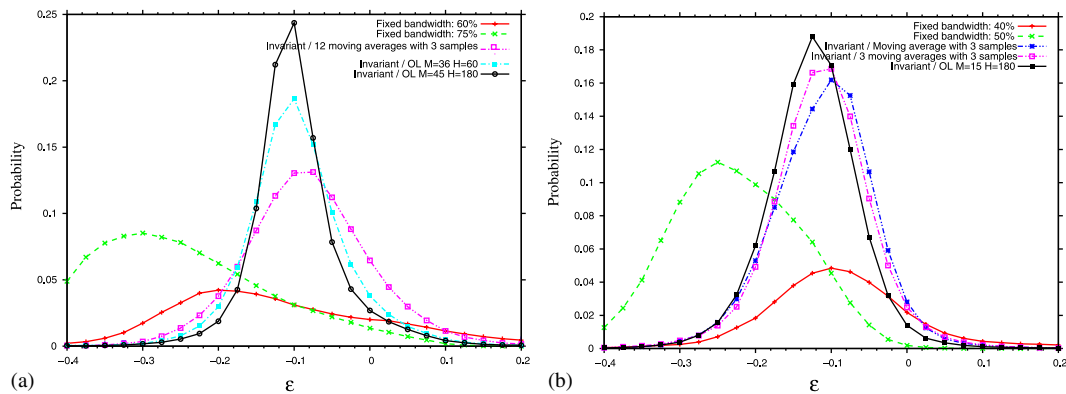 0.25
0.2
0.15
0.1
0.05
0
Probability
Fixed bandwidth: 60%
Fixed bandwidth: 75%
Invariant / 12 moving averages with 3 samples
Invariant / OL M=36 H=60
Invariant / OL M=45 H=180
−0.4 −0.3 −0.2 −0.1 0 0.1 0.2
(a)
ε
0.2
0.18
0.16
0.14
0.12
0.1
0.08
0.06
0.04
0.02
0
Probability
Fixed bandwidth: 40%
Fixed bandwidth: 50%
Invariant / Moving average with 3 samples
Invariant / 3 moving averages with 3 samples
Invariant / OL M=15 H=180
−0.4 −0.3 −0.2 −0.1 0 0.1 0.2
(b)
ε